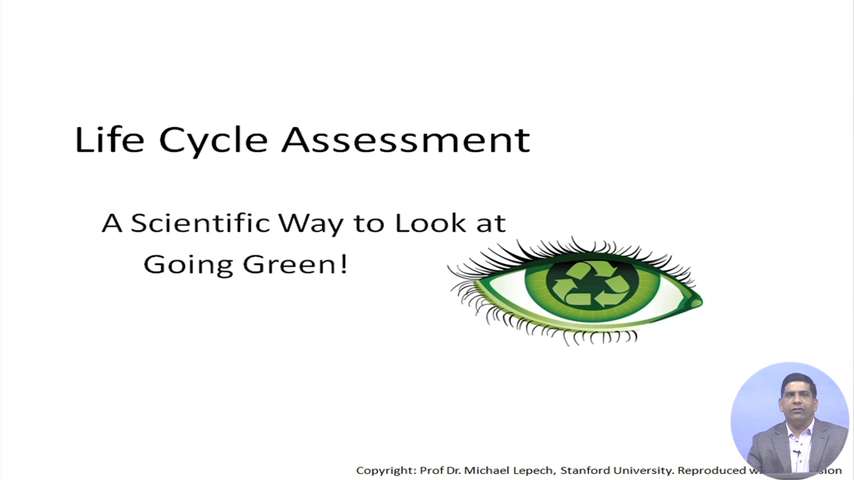 Life Cycle Assessment
A Scientific Way to Look at
Going Green!
Copyright: Prof Dr. Michael Lepech, Stanford University. Reproduced